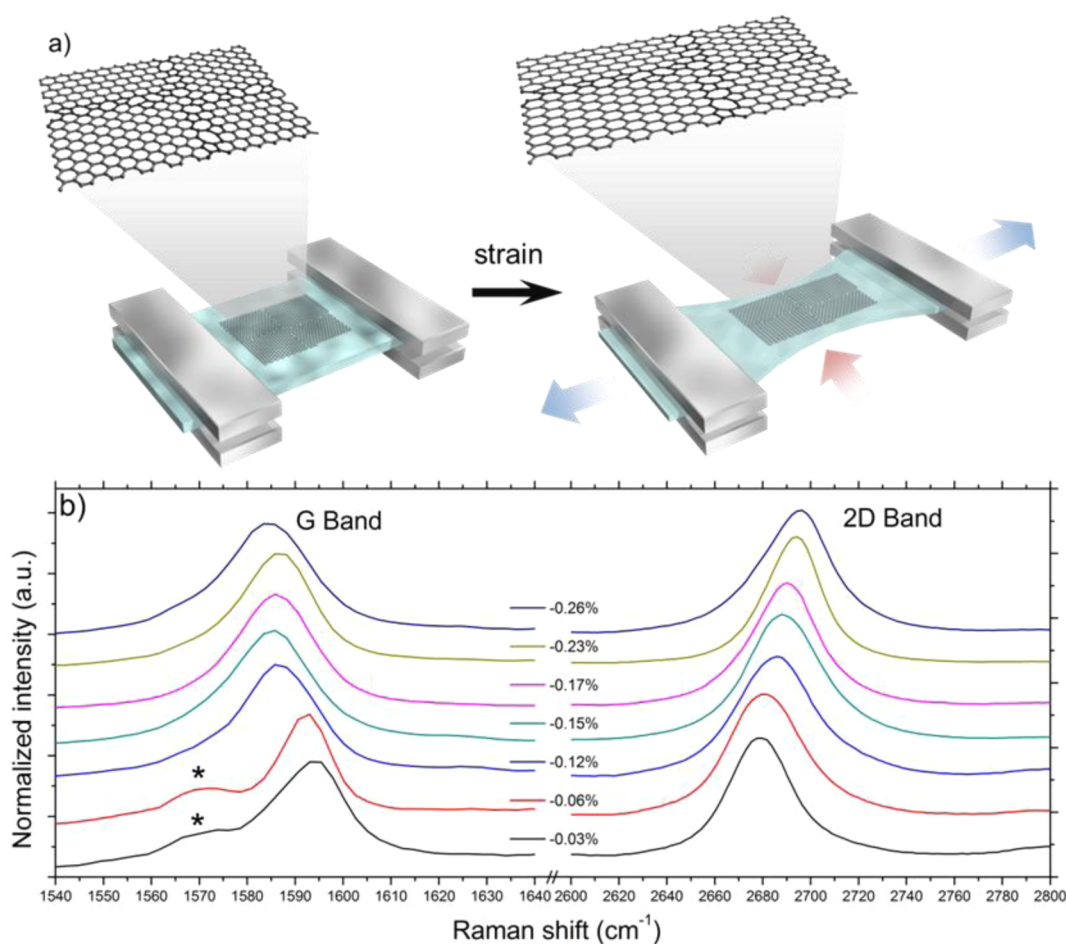 a)
strain
b)
G Band
2D Band
Normalized intensity (a.u.)
-0.26%
-0.23%
-0.17%
-0.15%
-0.12%
*
-0.06%
*
-0.03%
1540 1550 1560 1570 1580 1590 1600 1610 1620 1630 1640 2600 2620 2640 2660 2680 2700 2720 2740 2760 2780 2800
Raman shift (cm⁻¹)